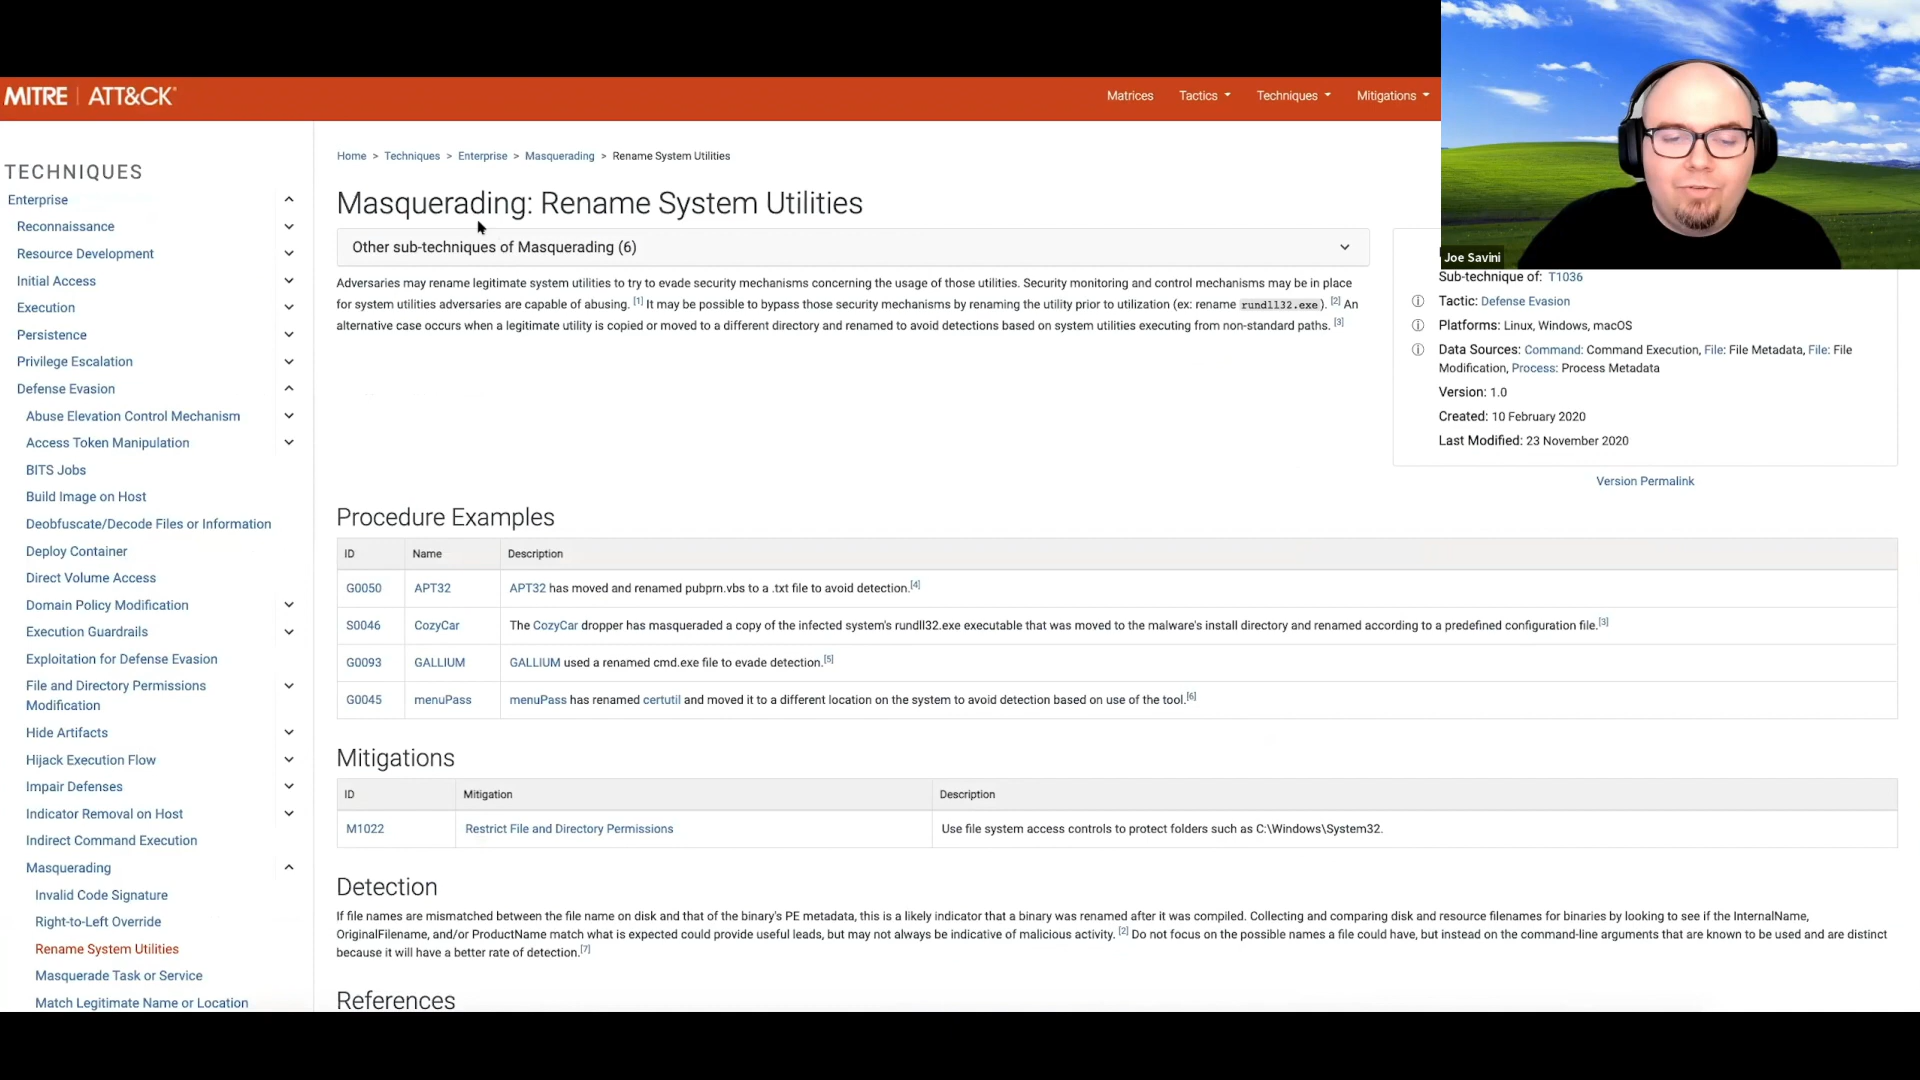 MITRE | ATT&CK®
Matrices
Tactics
Techniques
Mitigations
Joe Savini
TECHNIQUES
Enterprise
Reconnaissance
Resource Development
Initial Access
Execution
Persistence
Privilege Escalation
Defense Evasion
Abuse Elevation Control Mechanism
Access Token Manipulation
BITS Jobs
Build Image on Host
Deobfuscate/Decode Files or Information
Deploy Container
Direct Volume Access
Domain Policy Modification
Execution Guardrails
Exploitation for Defense Evasion
File and Directory Permissions
Modification
Hide Artifacts
Hijack Execution Flow
Impair Defenses
Indicator Removal on Host
Indirect Command Execution
Masquerading
Invalid Code Signature
Right-to-Left Override
Rename System Utilities
Masquerade Task or Service
Match Legitimate Name or Location
Home > Techniques > Enterprise > Masquerading > Rename System Utilities
Masquerading: Rename System Utilities
Other sub-techniques of Masquerading (6)
Adversaries may rename legitimate system utilities to try to evade security mechanisms concerning the usage of those utilities. Security monitoring and control mechanisms may be in place
for system utilities adversaries are capable of abusing. [1] It may be possible to bypass those security mechanisms by renaming the utility prior to utilization (ex: rename rundll32.exe). [2] An
alternative case occurs when a legitimate utility is copied or moved to a different directory and renamed to avoid detections based on system utilities executing from non-standard paths. [3]
Sub-technique of: T1036
Tactic: Defense Evasion
Platforms: Linux, Windows, macOS
Data Sources: Command: Command Execution, File: File Metadata, File: File
Modification, Process: Process Metadata
Version: 1.0
Created: 10 February 2020
Last Modified: 23 November 2020
Version Permalink
Procedure Examples
ID Name Description
G0050 APT32 APT32 has moved and renamed pubprn.vbs to a .txt file to avoid detection.[4]
S0046 CozyCar The CozyCar dropper has masqueraded a copy of the infected system's rundll32.exe executable that was moved to the malware's install directory and renamed according to a predefined configuration file.[3]
G0093 GALLIUM GALLIUM used a renamed cmd.exe file to evade detection.[5]
G0045 menuPass menuPass has renamed certutil and moved it to a different location on the system to avoid detection based on use of the tool.[6]
Mitigations
ID Mitigation Description
M1022 Restrict File and Directory Permissions Use file system access controls to protect folders such as C:\Windows\System32.
Detection
If file names are mismatched between the file name on disk and that of the binary's PE metadata, this is a likely indicator that a binary was renamed after it was compiled. Collecting and comparing disk and resource filenames for binaries by looking to see if the InternalName,
OriginalFilename, and/or ProductName match what is expected could provide useful leads, but may not always be indicative of malicious activity. [2] Do not focus on the possible names a file could have, but instead on the command-line arguments that are known to be used and are distinct
because it will have a better rate of detection.[7]
References